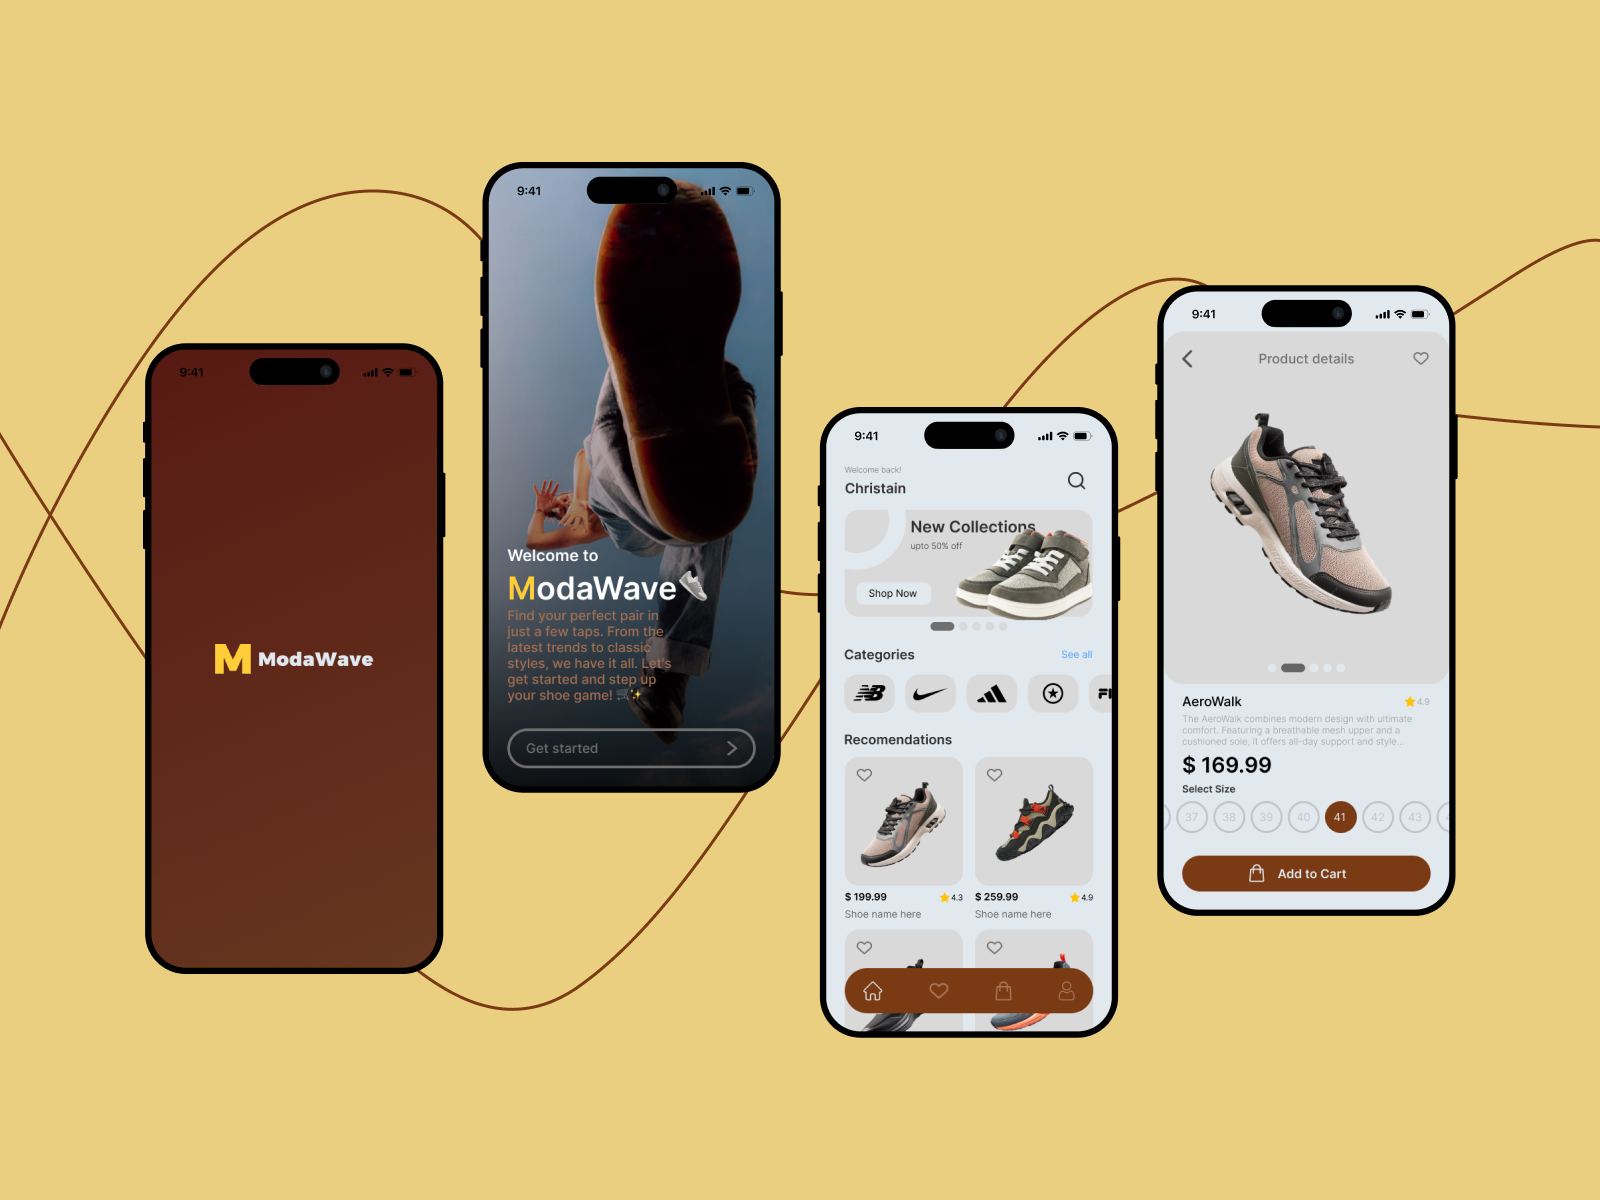 9:41
M ModaWave
9:41
Welcome to
ModaWave
Find your perfect pair in
just a few taps. From the
latest trends to classic
styles, we have it all. Let's
get started and step up
your shoe game! 🛒✨
Get started
9:41
Welcome back!
Christain
New Collections
upto 50% off
Shop Now
Categories
See all
NB
FI
Recomendations
$ 199.99
4.3
Shoe name here
$ 259.99
4.9
Shoe name here
9:41
Product details
AeroWalk
4.9
The AeroWalk combines modern design with ultimate
comfort. Featuring a breathable mesh upper and a
cushioned sole, it offers all-day support and style...
$ 169.99
Select Size
37 38 39 40 41 42 43
Add to Cart